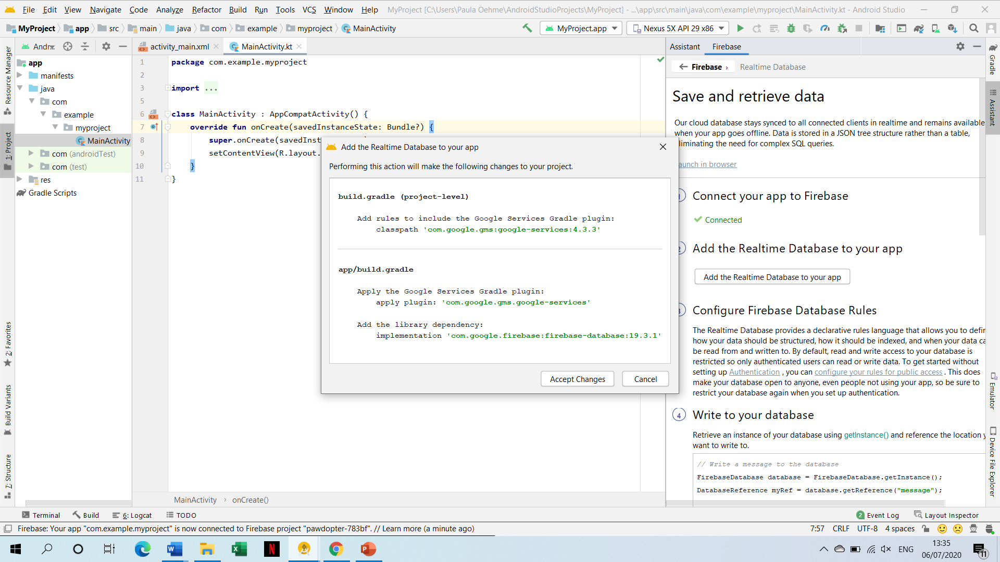 File Edit View Navigate Code Analyze Refactor Build Run Tools VCS Window Help MyProject [C:\Users\Paula Oehme\AndroidStudioProjects\MyProject] - ...\app\src\main\java\com\example\myproject\MainActivity.kt - Android Studio
MyProject app src main java com example myproject MainActivity MyProject.app Nexus 5X API 29 x86
Resource Manager
1: Project
2: Favorites
Build Variants
7: Structure
app
manifests
java
com
example
myproject
MainActivity
com (androidTest)
com (test)
res
Gradle Scripts
activity_main.xml MainActivity.kt
1 package com.example.myproject
2
3 import ...
5
6 class MainActivity : AppCompatActivity() {
7 override fun onCreate(savedInstanceState: Bundle?) {
8 super.onCreate(savedInst
9 setContentView(R.layout.
10 }
11 }
MainActivity › onCreate()
Add the Realtime Database to your app
Performing this action will make the following changes to your project.
build.gradle (project-level)
Add rules to include the Google Services Gradle plugin:
classpath 'com.google.gms:google-services:4.3.3'
app/build.gradle
Apply the Google Services Gradle plugin:
apply plugin: 'com.google.gms.google-services'
Add the library dependency:
implementation 'com.google.firebase:firebase-database:19.3.1'
Accept Changes Cancel
Assistant Firebase
← Firebase › Realtime Database
Save and retrieve data
Our cloud database stays synced to all connected clients in realtime and remains available
when your app goes offline. Data is stored in a JSON tree structure rather than a table,
liminating the need for complex SQL queries.
aunch in browser
Connect your app to Firebase
Connected
Add the Realtime Database to your app
Add the Realtime Database to your app
Configure Firebase Database Rules
The Realtime Database provides a declarative rules language that allows you to defin
how your data should be structured, how it should be indexed, and when your data ca
be read from and written to. By default, read and write access to your database is
restricted so only authenticated users can read or write data. To get started without
setting up Authentication , you can configure your rules for public access . This does
make your database open to anyone, even people not using your app, so be sure to
restrict your database again when you set up authentication.
4 Write to your database
Retrieve an instance of your database using getInstance() and reference the location y
want to write to.
// Write a message to the database
FirebaseDatabase database = FirebaseDatabase.getInstance();
DatabaseReference myRef = database.getReference("message");
Gradle
Assistant
Emulator
Device File Explorer
Terminal Build 6: Logcat TODO 2 Event Log Layout Inspector
Firebase: Your app "com.example.myproject" is now connected to Firebase project "pawdopter-783bf". // Learn more (a minute ago) 7:57 CRLF UTF-8 4 spaces
ENG 13:35
06/07/2020 11